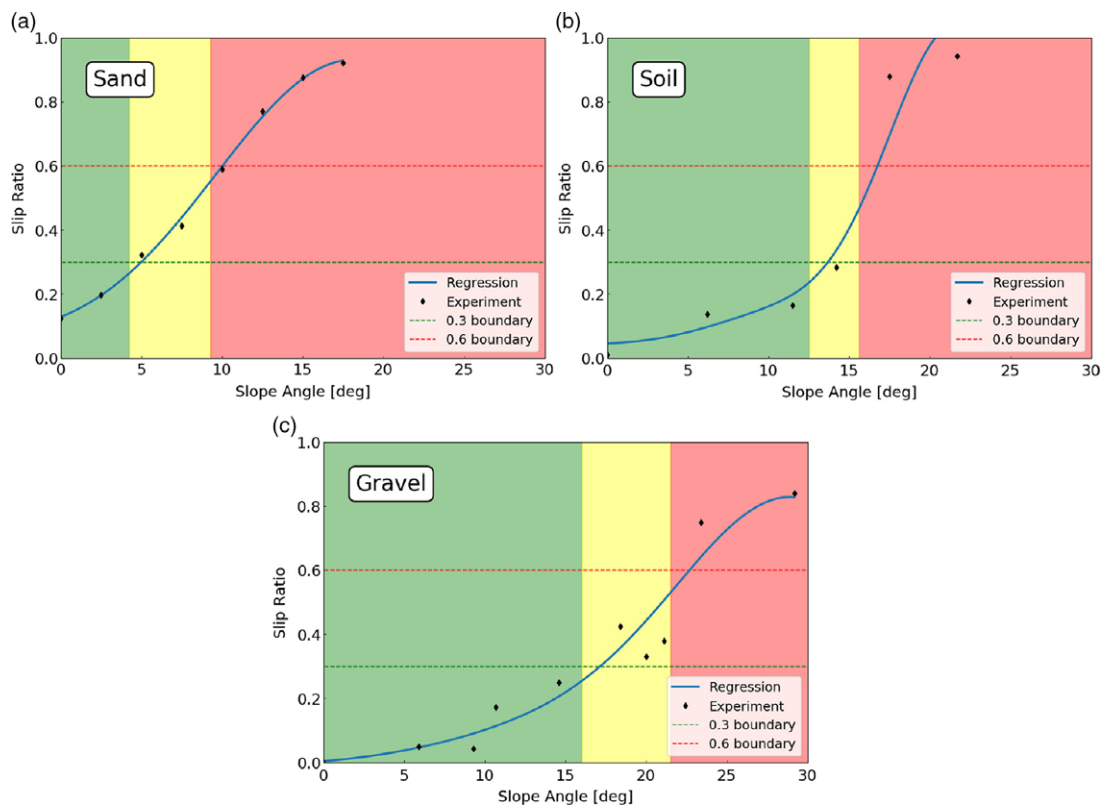 (a)
1.0
0.8
0.6
0.4
0.2
0.0
Slip Ratio
Sand
Regression
Experiment
0.3 boundary
0.6 boundary
0 5 10 15 20 25 30
Slope Angle [deg]
(b)
1.0
0.8
0.6
0.4
0.2
0.0
Slip Ratio
Soil
Regression
Experiment
0.3 boundary
0.6 boundary
0 5 10 15 20 25 30
Slope Angle [deg]
(c)
1.0
0.8
0.6
0.4
0.2
0.0
Slip Ratio
Gravel
Regression
Experiment
0.3 boundary
0.6 boundary
0 5 10 15 20 25 30
Slope Angle [deg]